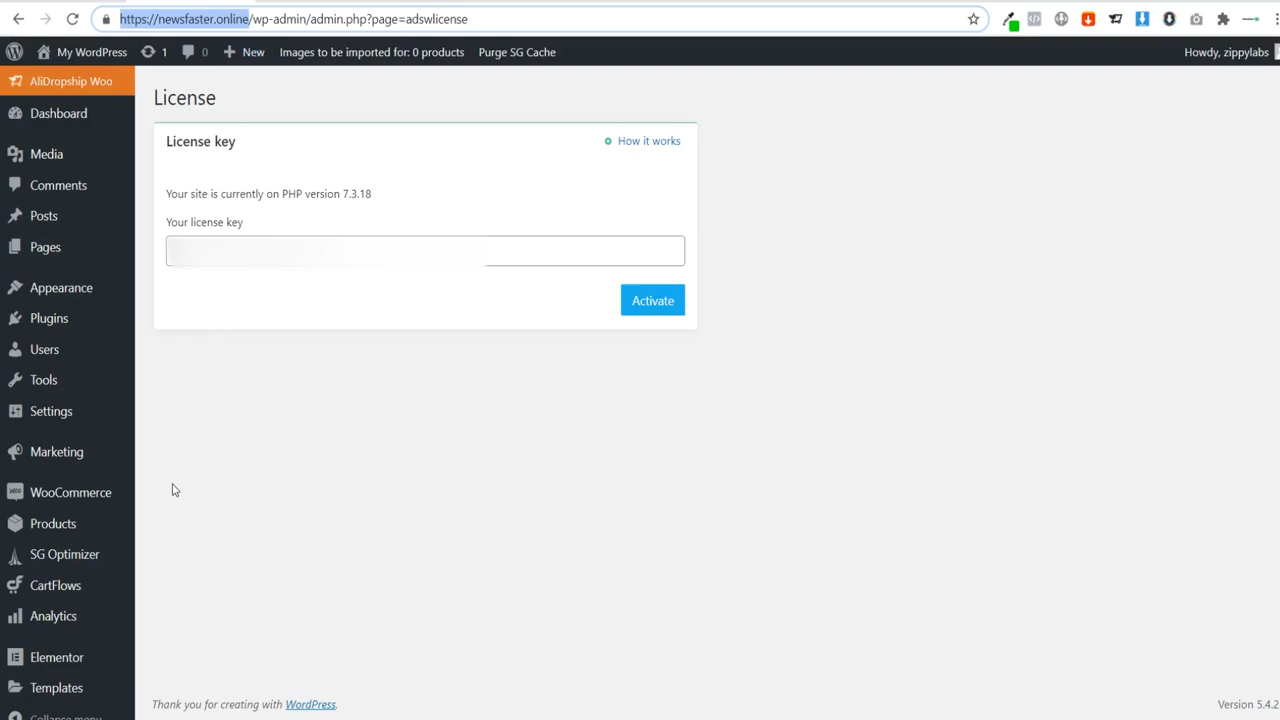 https://newsfaster.online/wp-admin/admin.php?page=adswlicense
My WordPress 1 0 New Images to be imported for: 0 products Purge SG Cache Howdy, zippylabs
AliDropship Woo
Dashboard
Media
Comments
Posts
Pages
Appearance
Plugins
Users
Tools
Settings
Marketing
WooCommerce
Products
SG Optimizer
CartFlows
Analytics
Elementor
Templates
Collapse menu
License
License key How it works
Your site is currently on PHP version 7.3.18
Your license key
Activate
Thank you for creating with WordPress. Version 5.4.2